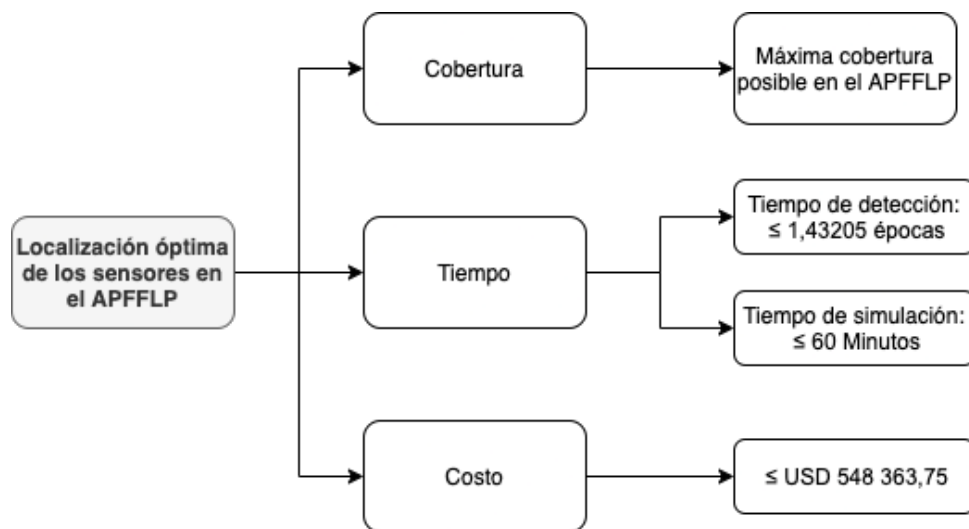 Localización óptima
de los sensores en
el APFFLP
Cobertura
Máxima cobertura
posible en el APFFLP
Tiempo
Tiempo de detección:
≤ 1,43205 épocas
Tiempo de simulación:
≤ 60 Minutos
Costo
≤ USD 548 363,75